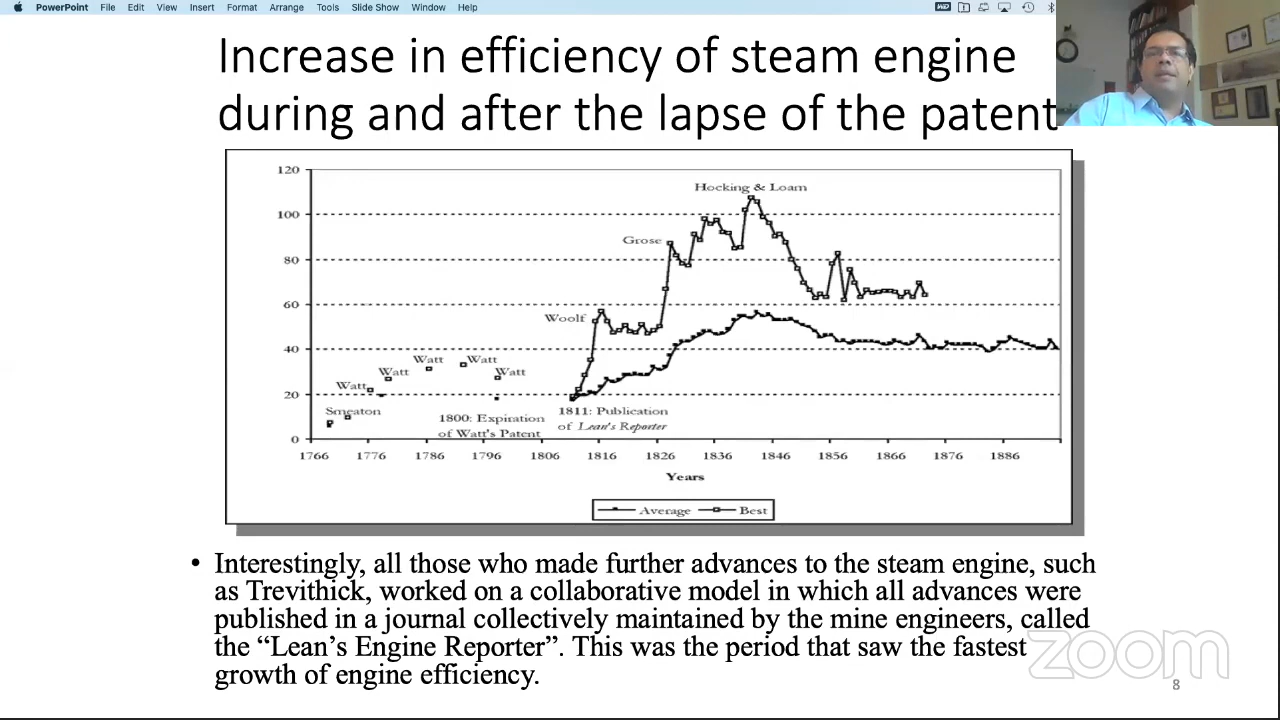 PowerPoint File Edit View Insert Format Arrange Tools Slide Show Window Help
Increase in efficiency of steam engine
during and after the lapse of the patent
120
Hocking & Loam
100
Grose
80
60
Woolf
Watt Watt
40
Watt Watt
Watt
20
Smeaton
1800: Expiration
of Watt's Patent
1811: Publication
of Lean's Reporter
0
1766 1776 1786 1796 1806 1816 1826 1836 1846 1856 1866 1876 1886
Years
Average Best
• Interestingly, all those who made further advances to the steam engine, such
as Trevithick, worked on a collaborative model in which all advances were
published in a journal collectively maintained by the mine engineers, called
the “Lean’s Engine Reporter”. This was the period that saw the fastest
growth of engine efficiency.
zoom
8